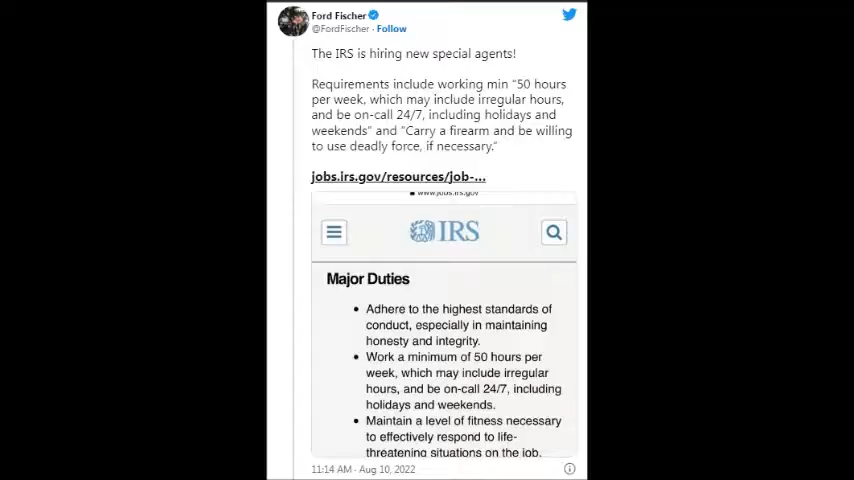 Ford Fischer
@FordFischer · Follow
The IRS is hiring new special agents!
Requirements include working min "50 hours
per week, which may include irregular hours,
and be on-call 24/7, including holidays and
weekends" and "Carry a firearm and be willing
to use deadly force, if necessary."
jobs.irs.gov/resources/job-...
www.jobs.irs.gov
IRS
Major Duties
• Adhere to the highest standards of
conduct, especially in maintaining
honesty and integrity.
• Work a minimum of 50 hours per
week, which may include irregular
hours, and be on-call 24/7, including
holidays and weekends.
• Maintain a level of fitness necessary
to effectively respond to life-
threatening situations on the job.
11:14 AM · Aug 10, 2022